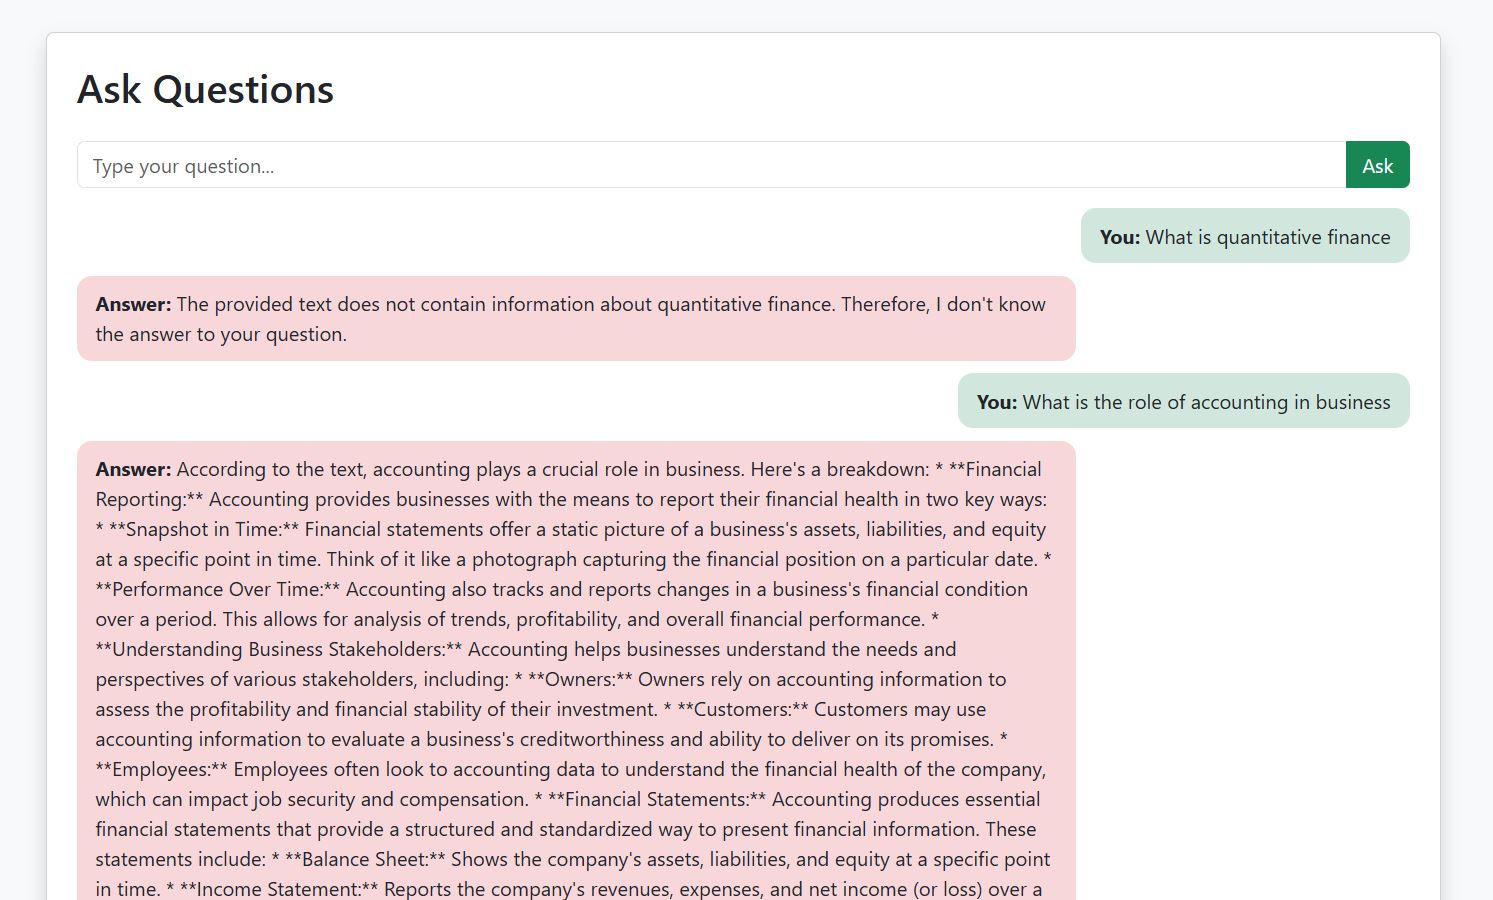 Ask Questions
Type your question...
Ask
You: What is quantitative finance
Answer: The provided text does not contain information about quantitative finance. Therefore, I don't know
the answer to your question.
You: What is the role of accounting in business
Answer: According to the text, accounting plays a crucial role in business. Here's a breakdown: * **Financial
Reporting:** Accounting provides businesses with the means to report their financial health in two key ways:
* **Snapshot in Time:** Financial statements offer a static picture of a business's assets, liabilities, and equity
at a specific point in time. Think of it like a photograph capturing the financial position on a particular date. *
**Performance Over Time:** Accounting also tracks and reports changes in a business's financial condition
over a period. This allows for analysis of trends, profitability, and overall financial performance. *
**Understanding Business Stakeholders:** Accounting helps businesses understand the needs and
perspectives of various stakeholders, including: * **Owners:** Owners rely on accounting information to
assess the profitability and financial stability of their investment. * **Customers:** Customers may use
accounting information to evaluate a business's creditworthiness and ability to deliver on its promises. *
**Employees:** Employees often look to accounting data to understand the financial health of the company,
which can impact job security and compensation. * **Financial Statements:** Accounting produces essential
financial statements that provide a structured and standardized way to present financial information. These
statements include: * **Balance Sheet:** Shows the company's assets, liabilities, and equity at a specific point
in time. * **Income Statement:** Reports the company's revenues, expenses, and net income (or loss) over a